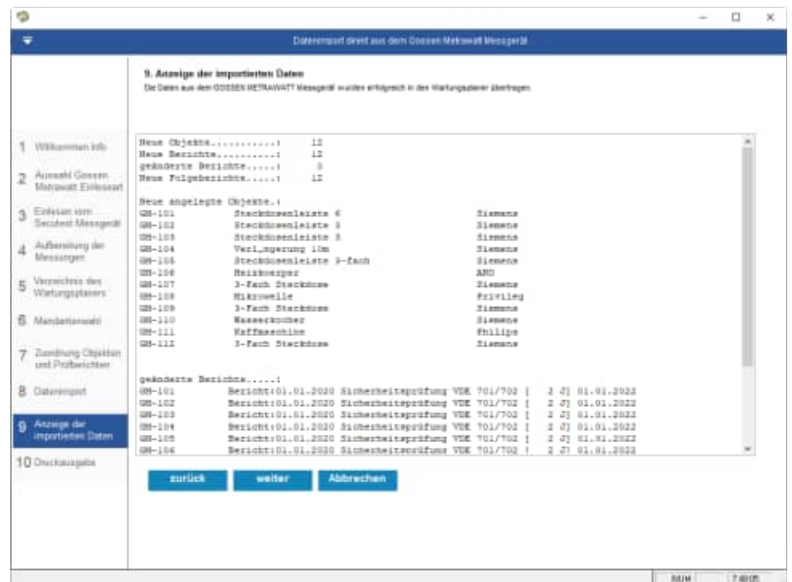 Datenimport direkt aus dem Gossen Metrawatt Messgerät
9. Anzeige der importierten Daten
Die Daten aus dem GOSSEN METRAWATT Messgerät wurden erfolgreich in den Wartungsplaner übertragen.
1 Willkommen Info
2 Auswahl Gossen
Metrawatt Einleseart
3 Einlesen vom
Secutest Messgerät
4 Aufbereitung der
Messungen
5 Verzeichnis des
Wartungsplaners
6 Mandantenwahl
7 Zuordnung Objekten
und Prüfberichten
8 Datenimport
9 Anzeige der
importierten Daten
10 Druckausgabe
Neue Objekte...........: 12
Neue Berichte..........: 12
geänderte Berichte.....:
Neue Folgeberichte.....: 12
Neue angelegte Objekte.:
GM-101 Steckdosenleiste 6 Siemens
GM-102 Steckdosenleiste 3 Siemens
GM-103 Steckdosenleiste 3 Siemens
GM-104 Verl„ngerung 10m Siemens
GM-105 Steckdosenleiste 3-fach Siemens
GM-106 Heizkoerper
GM-107 3-Fach Steckdose Siemens
GM-108 Mikrowelle Privileg
GM-109 3-Fach Steckdose Siemens
GM-110 Wasserkocher Siemens
GM-111 Kaffmaschine Philips
GM-112 3-Fach Steckdose Siemens
geänderte Berichte.....:
GM-101 Bericht:01.01.2020 Sicherheitsprüfung VDE 701/702 [ 2 J] 01.01.2022
GM-102 Bericht:01.01.2020 Sicherheitsprüfung VDE 701/702 [ 2 J] 01.01.2022
GM-103 Bericht:01.01.2020 Sicherheitsprüfung VDE 701/702 [ 2 J] 01.01.2022
GM-104 Bericht:01.01.2020 Sicherheitsprüfung VDE 701/702 [ 2 J] 01.01.2022
GM-105 Bericht:01.01.2020 Sicherheitsprüfung VDE 701/702 [ 2 J] 01.01.2022
GM-106 Bericht:01.01.2020 Sicherheitsprüfung VDE 701/702 [ 2 J] 01.01.2022
zurück weiter Abbrechen
NUM 7:40:05